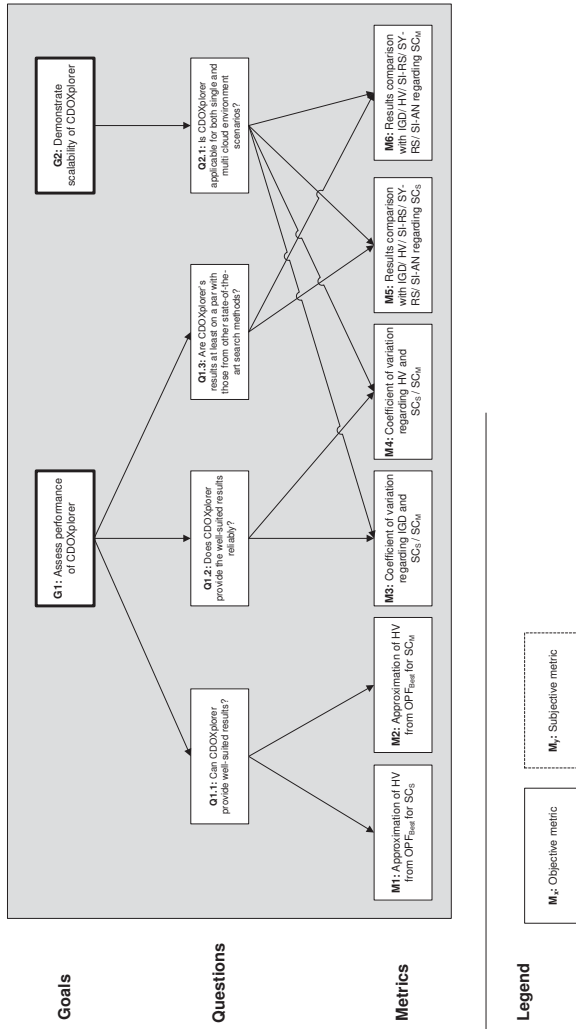 Goals
G1: Assess performance
of CDOXplorer
G2: Demonstrate
scalability of CDOXplorer
Questions
Q1.1: Can CDOXplorer
provide well-suited results?
Q1.2: Does CDOXplorer
provide the well-suited results
reliably?
Q1.3: Are CDOXplorer's
results at least on a par with
those from other state-of-the-
art search methods?
Q2.1: Is CDOXplorer
applicable for both single and
multi cloud environment
scenarios?
Metrics
M1: Approximation of HV
from OPFBest for SCS
M2: Approximation of HV
from OPFBest for SCM
M3: Coefficient of variation
regarding IGD and
SCS / SCM
M4: Coefficient of variation
regarding HV and
SCS / SCM
M5: Results comparison
with IGD/ HV/ SI-RS/ SY-
RS/ SI-AN regarding SCS
M6: Results comparison
with IGD/ HV/ SI-RS/ SY-
RS/ SI-AN regarding SCM
Legend
Mx: Objective metric
My: Subjective metric